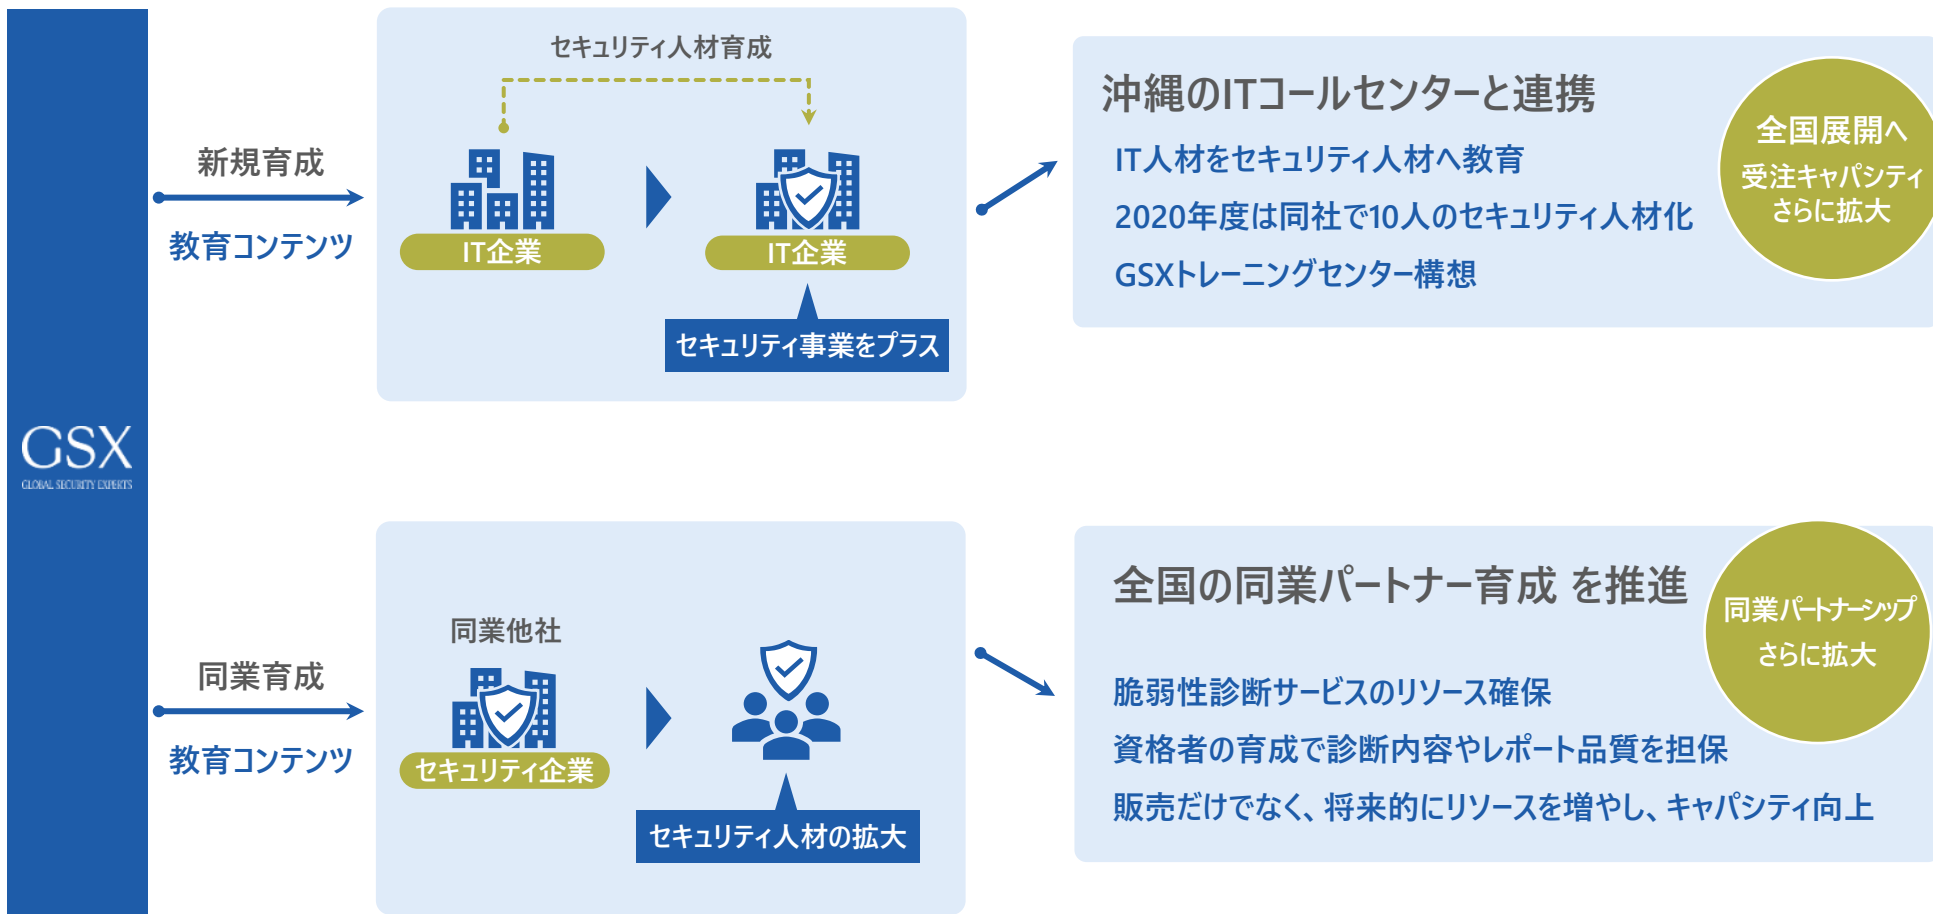 GSX
GLOBAL SECURITY EXPERTS
新規育成
教育コンテンツ
セキュリティ人材育成
IT企業
IT企業
セキュリティ事業をプラス
沖縄のITコールセンターと連携
IT人材をセキュリティ人材へ教育
2020年度は同社で10人のセキュリティ人材化
GSXトレーニングセンター構想
全国展開へ
受注キャパシティ
さらに拡大
同業育成
教育コンテンツ
同業他社
セキュリティ企業
セキュリティ人材の拡大
全国の同業パートナー育成 を推進
脆弱性診断サービスのリソース確保
資格者の育成で診断内容やレポート品質を担保
販売だけでなく、将来的にリソースを増やし、キャパシティ向上
同業パートナーシップ
さらに拡大